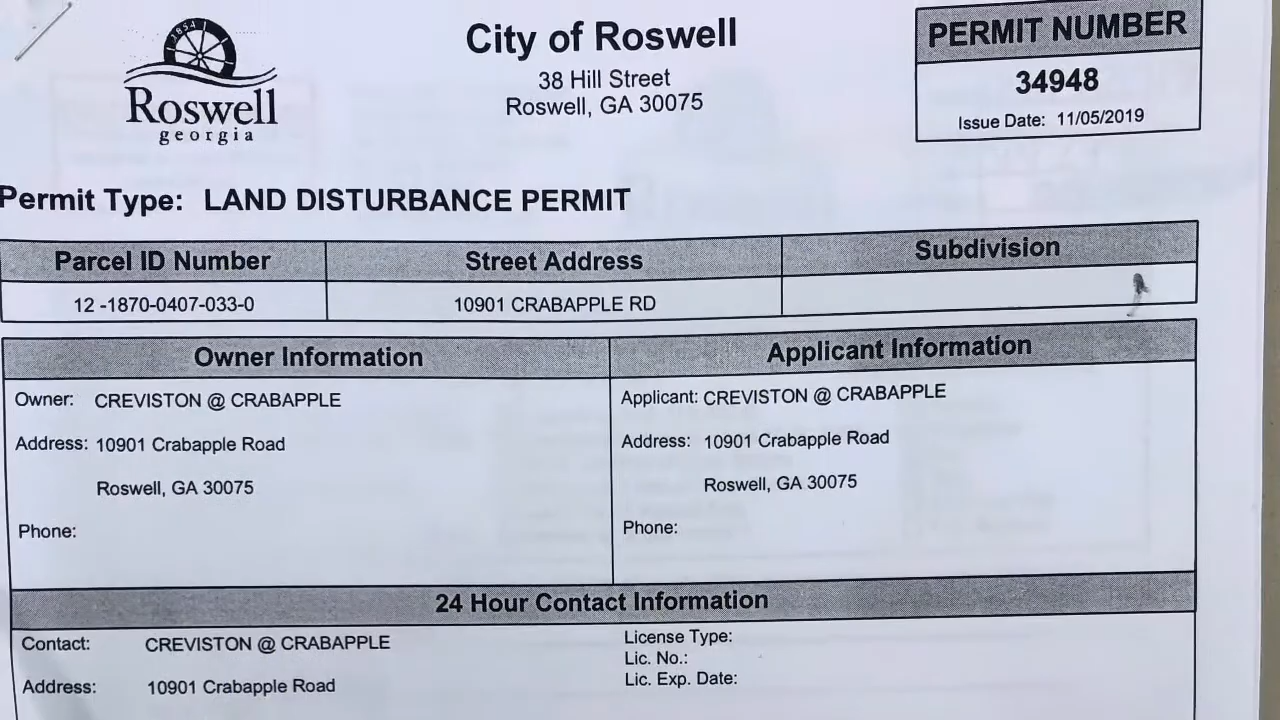 1854
Roswell
georgia
City of Roswell
38 Hill Street
Roswell, GA 30075
PERMIT NUMBER
34948
Issue Date: 11/05/2019
Permit Type: LAND DISTURBANCE PERMIT
Parcel ID Number
Street Address
Subdivision
12 -1870-0407-033-0
10901 CRABAPPLE RD
Owner Information
Owner: CREVISTON @ CRABAPPLE
Address: 10901 Crabapple Road
Roswell, GA 30075
Phone:
Applicant Information
Applicant: CREVISTON @ CRABAPPLE
Address: 10901 Crabapple Road
Roswell, GA 30075
Phone:
24 Hour Contact Information
Contact: CREVISTON @ CRABAPPLE
Address: 10901 Crabapple Road
License Type:
Lic. No.:
Lic. Exp. Date: